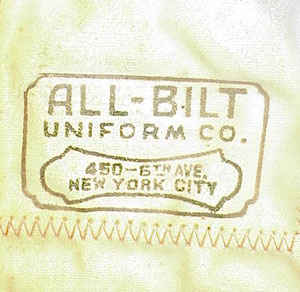 ALL-BILT
UNIFORM CO.
450-6TH AVE.
NEW YORK CITY